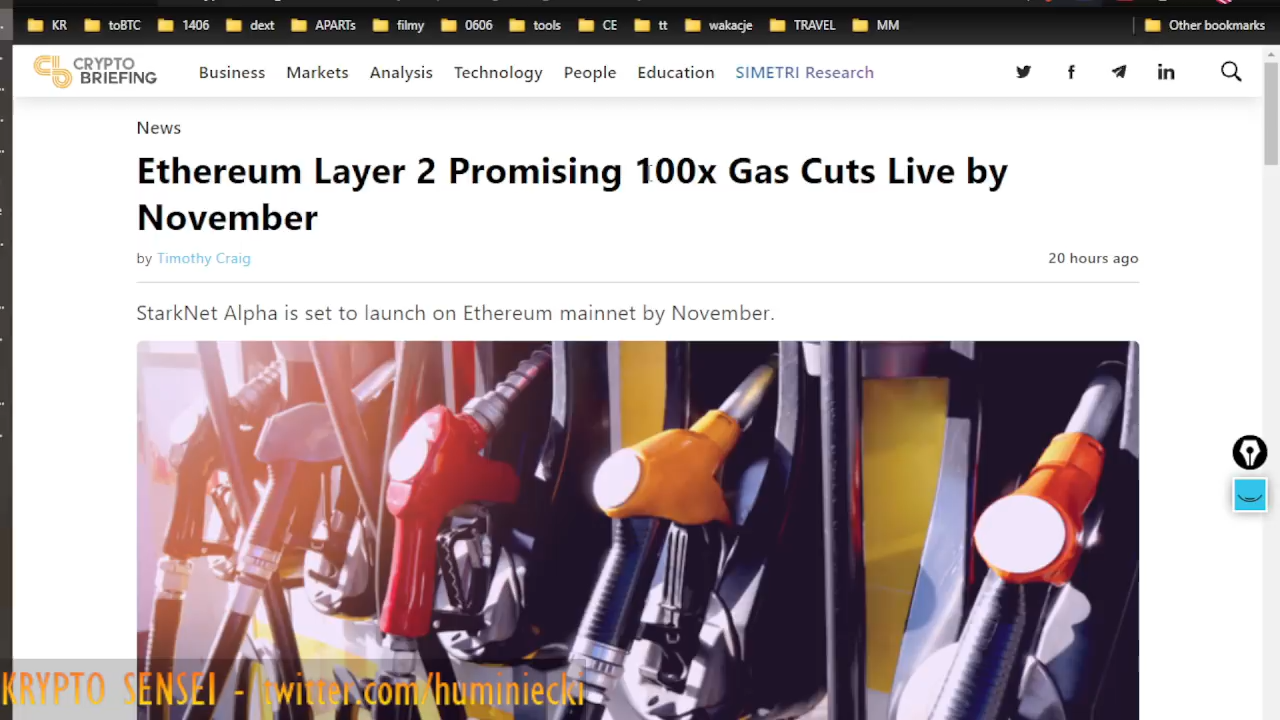 KR toBTC 1406 dext APARTs filmy 0606 tools CE tt wakacje TRAVEL MM Other bookmarks
CRYPTO
BRIEFING
Business Markets Analysis Technology People Education SIMETRI Research
News
Ethereum Layer 2 Promising 100x Gas Cuts Live by
November
by Timothy Craig 20 hours ago
StarkNet Alpha is set to launch on Ethereum mainnet by November.
KRYPTO SENSEI - twitter.com/huminiecki